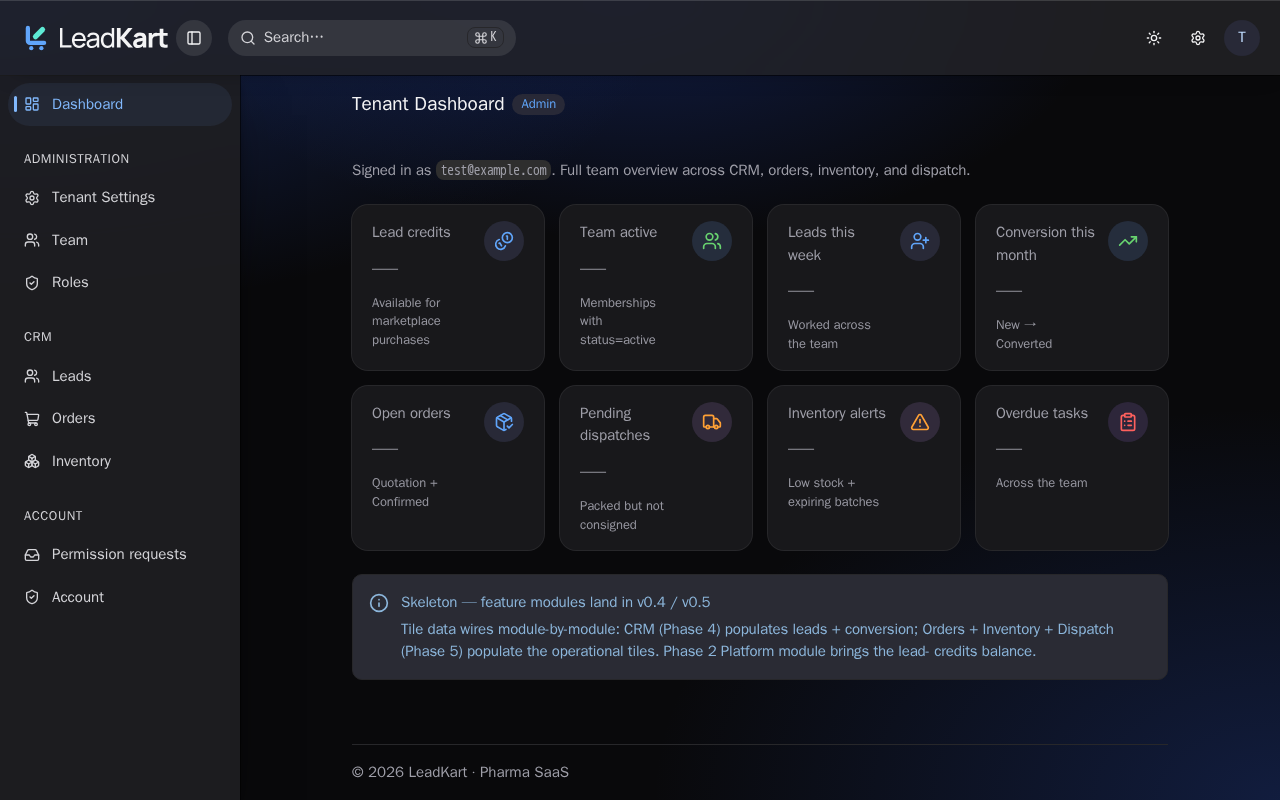 LeadKart
Search…
⌘K
T
Dashboard
ADMINISTRATION
Tenant Settings
Team
Roles
CRM
Leads
Orders
Inventory
ACCOUNT
Permission requests
Account
Tenant Dashboard
Admin
Signed in as test@example.com. Full team overview across CRM, orders, inventory, and dispatch.
Lead credits
—
Available for
marketplace
purchases
Team active
—
Memberships
with
status=active
Leads this
week
—
Worked across
the team
Conversion this
month
—
New →
Converted
Open orders
—
Quotation +
Confirmed
Pending
dispatches
—
Packed but not
consigned
Inventory alerts
—
Low stock +
expiring batches
Overdue tasks
—
Across the team
Skeleton — feature modules land in v0.4 / v0.5
Tile data wires module-by-module: CRM (Phase 4) populates leads + conversion; Orders + Inventory + Dispatch
(Phase 5) populate the operational tiles. Phase 2 Platform module brings the lead- credits balance.
© 2026 LeadKart · Pharma SaaS